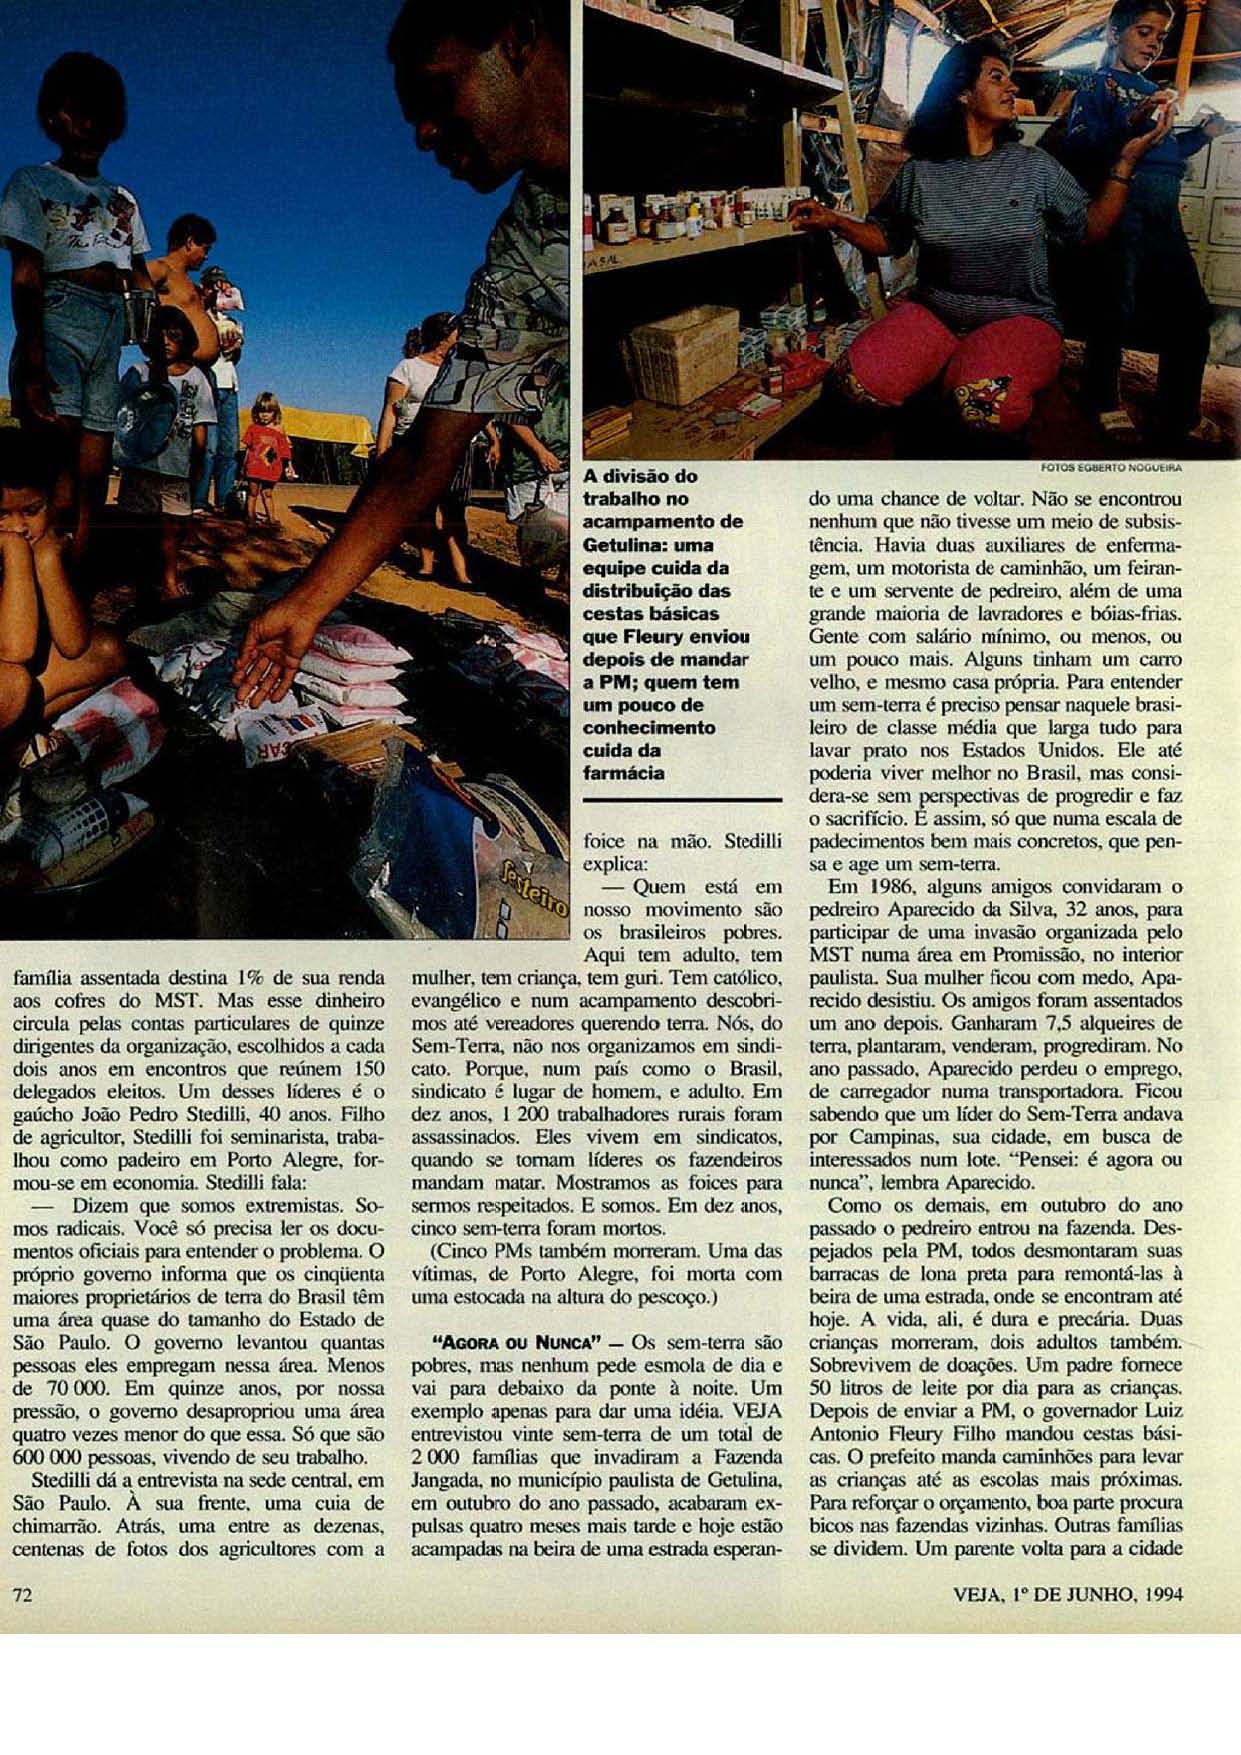 FOTOS EGBERTO NOGUEIRA
A divisão do
trabalho no
acampamento de
Getulina: uma
equipe cuida da
distribuição das
cestas básicas
que Fleury enviou
depois de mandar
a PM; quem tem
um pouco de
conhecimento
cuida da
farmácia
família assentada destina 1% de sua renda
aos cofres do MST. Mas esse dinheiro
circula pelas contas particulares de quinze
dirigentes da organização, escolhidos a cada
dois anos em encontros que reúnem 150
delegados eleitos. Um desses líderes é o
gaúcho João Pedro Stedilli, 40 anos. Filho
de agricultor, Stedilli foi seminarista, traba-
lhou como padeiro em Porto Alegre, for-
mou-se em economia. Stedilli fala:
— Dizem que somos extremistas. So-
mos radicais. Você só precisa ler os docu-
mentos oficiais para entender o problema. O
próprio governo informa que os cinqüenta
maiores proprietários de terra do Brasil têm
uma área quase do tamanho do Estado de
São Paulo. O governo levantou quantas
pessoas eles empregam nessa área. Menos
de 70 000. Em quinze anos, por nossa
pressão, o governo desapropriou uma área
quatro vezes menor do que essa. Só que são
600 000 pessoas, vivendo de seu trabalho.
Stedilli dá a entrevista na sede central, em
São Paulo. À sua frente, uma cuia de
chimarrão. Atrás, uma entre as dezenas,
centenas de fotos dos agricultores com a
foice na mão. Stedilli
explica:
— Quem está em
nosso movimento são
os brasileiros pobres.
Aqui tem adulto, tem
mulher, tem criança, tem guri. Tem católico,
evangélico e num acampamento descobri-
mos até vereadores querendo terra. Nós, do
Sem-Terra, não nos organizamos em sindi-
cato. Porque, num país como o Brasil,
sindicato é lugar de homem, e adulto. Em
dez anos, 1 200 trabalhadores rurais foram
assassinados. Eles vivem em sindicatos,
quando se tornam líderes os fazendeiros
mandam matar. Mostramos as foices para
sermos respeitados. E somos. Em dez anos,
cinco sem-terra foram mortos.
(Cinco PMs também morreram. Uma das
vítimas, de Porto Alegre, foi morta com
uma estocada na altura do pescoço.)
"AGORA OU NUNCA" — Os sem-terra são
pobres, mas nenhum pede esmola de dia e
vai para debaixo da ponte à noite. Um
exemplo apenas para dar uma idéia. VEJA
entrevistou vinte sem-terra de um total de
2 000 famílias que invadiram a Fazenda
Jangada, no município paulista de Getulina,
em outubro do ano passado, acabaram ex-
pulsas quatro meses mais tarde e hoje estão
acampadas na beira de uma estrada esperan-
do uma chance de voltar. Não se encontrou
nenhum que não tivesse um meio de subsis-
tência. Havia duas auxiliares de enferma-
gem, um motorista de caminhão, um feiran-
te e um servente de pedreiro, além de uma
grande maioria de lavradores e bóias-frias.
Gente com salário mínimo, ou menos, ou
um pouco mais. Alguns tinham um carro
velho, e mesmo casa própria. Para entender
um sem-terra é preciso pensar naquele brasi-
leiro de classe média que larga tudo para
lavar prato nos Estados Unidos. Ele até
poderia viver melhor no Brasil, mas consi-
dera-se sem perspectivas de progredir e faz
o sacrifício. É assim, só que numa escala de
padecimentos bem mais concretos, que pen-
sa e age um sem-terra.
Em 1986, alguns amigos convidaram o
pedreiro Aparecido da Silva, 32 anos, para
participar de uma invasão organizada pelo
MST numa área em Promissão, no interior
paulista. Sua mulher ficou com medo, Apa-
recido desistiu. Os amigos foram assentados
um ano depois. Ganharam 7,5 alqueires de
terra, plantaram, venderam, progrediram. No
ano passado, Aparecido perdeu o emprego,
de carregador numa transportadora. Ficou
sabendo que um líder do Sem-Terra andava
por Campinas, sua cidade, em busca de
interessados num lote. "Pensei: é agora ou
nunca", lembra Aparecido.
Como os demais, em outubro do ano
passado o pedreiro entrou na fazenda. Des-
pejados pela PM, todos desmontaram suas
barracas de lona preta para remontá-las à
beira de uma estrada, onde se encontram até
hoje. A vida, ali, é dura e precária. Duas
crianças morreram, dois adultos também.
Sobrevivem de doações. Um padre fornece
50 litros de leite por dia para as crianças.
Depois de enviar a PM, o governador Luiz
Antonio Fleury Filho mandou cestas bási-
cas. O prefeito manda caminhões para levar
as crianças até as escolas mais próximas.
Para reforçar o orçamento, boa parte procura
bicos nas fazendas vizinhas. Outras famílias
se dividem. Um parente volta para a cidade
72
VEJA, 1º DE JUNHO, 1994